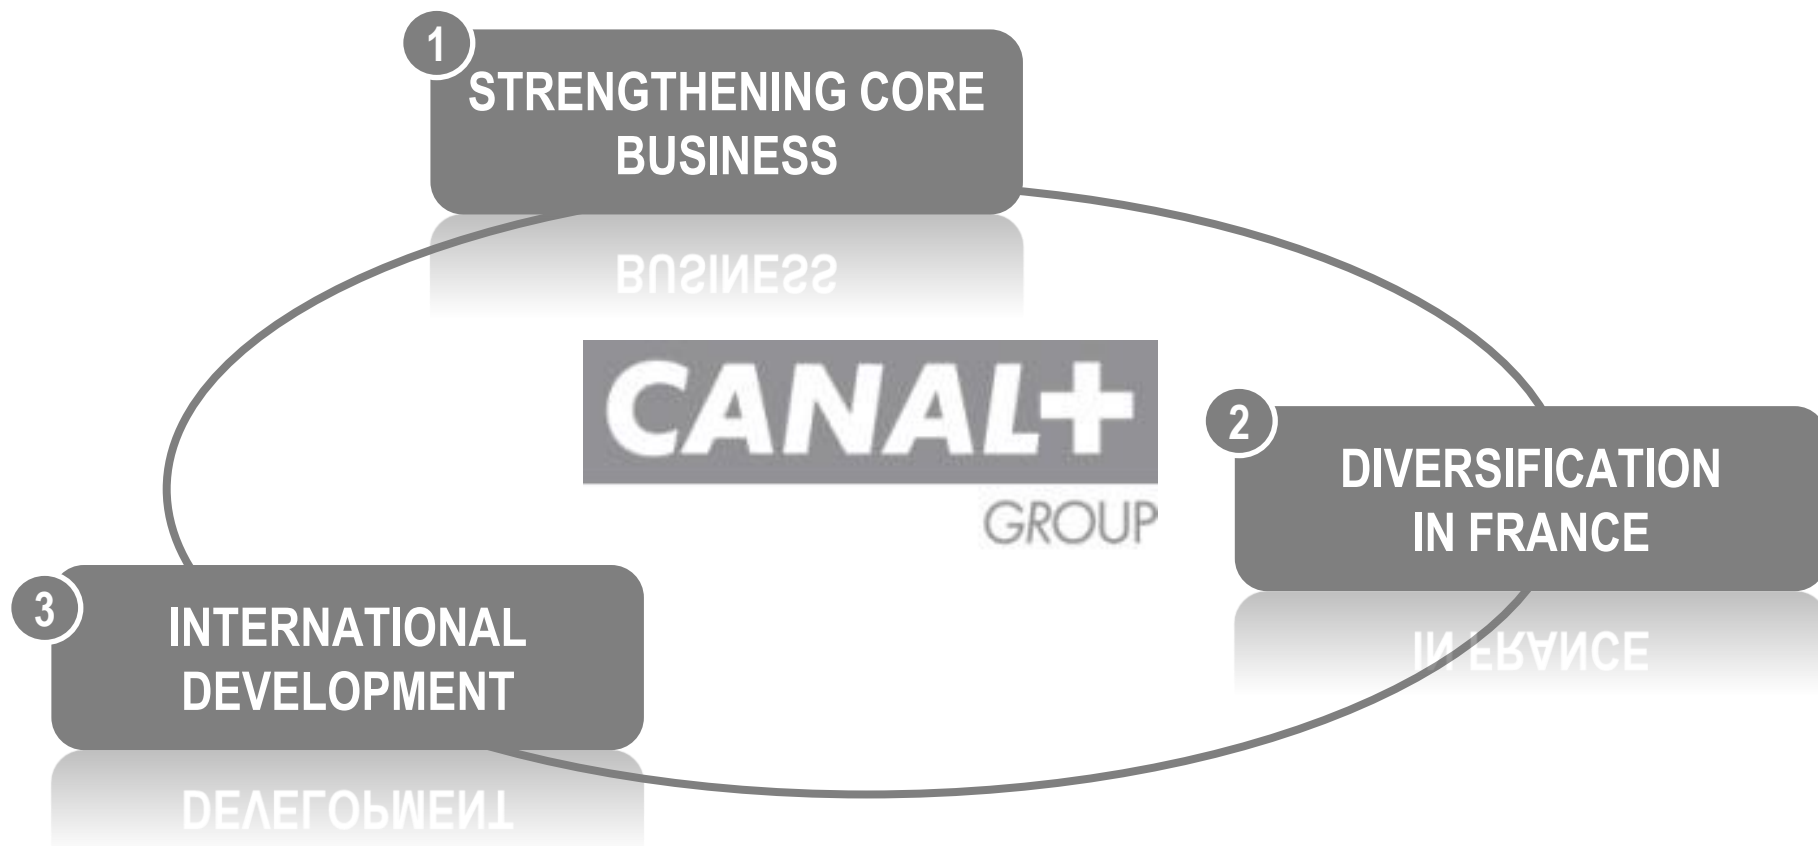 1
STRENGTHENING CORE
BUSINESS
CANAL+
GROUP
2
DIVERSIFICATION
IN FRANCE
3
INTERNATIONAL
DEVELOPMENT